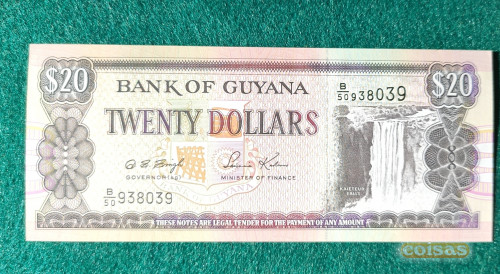 $20
$20
BANK OF GUYANA
B/50 938039
TWENTY DOLLARS
GOVERNOR (ag)
MINISTER OF FINANCE
KAIETEUR
FALLS
B/50 938039
THESE NOTES ARE LEGAL TENDER FOR THE PAYMENT OF ANY AMOUNT
coisas